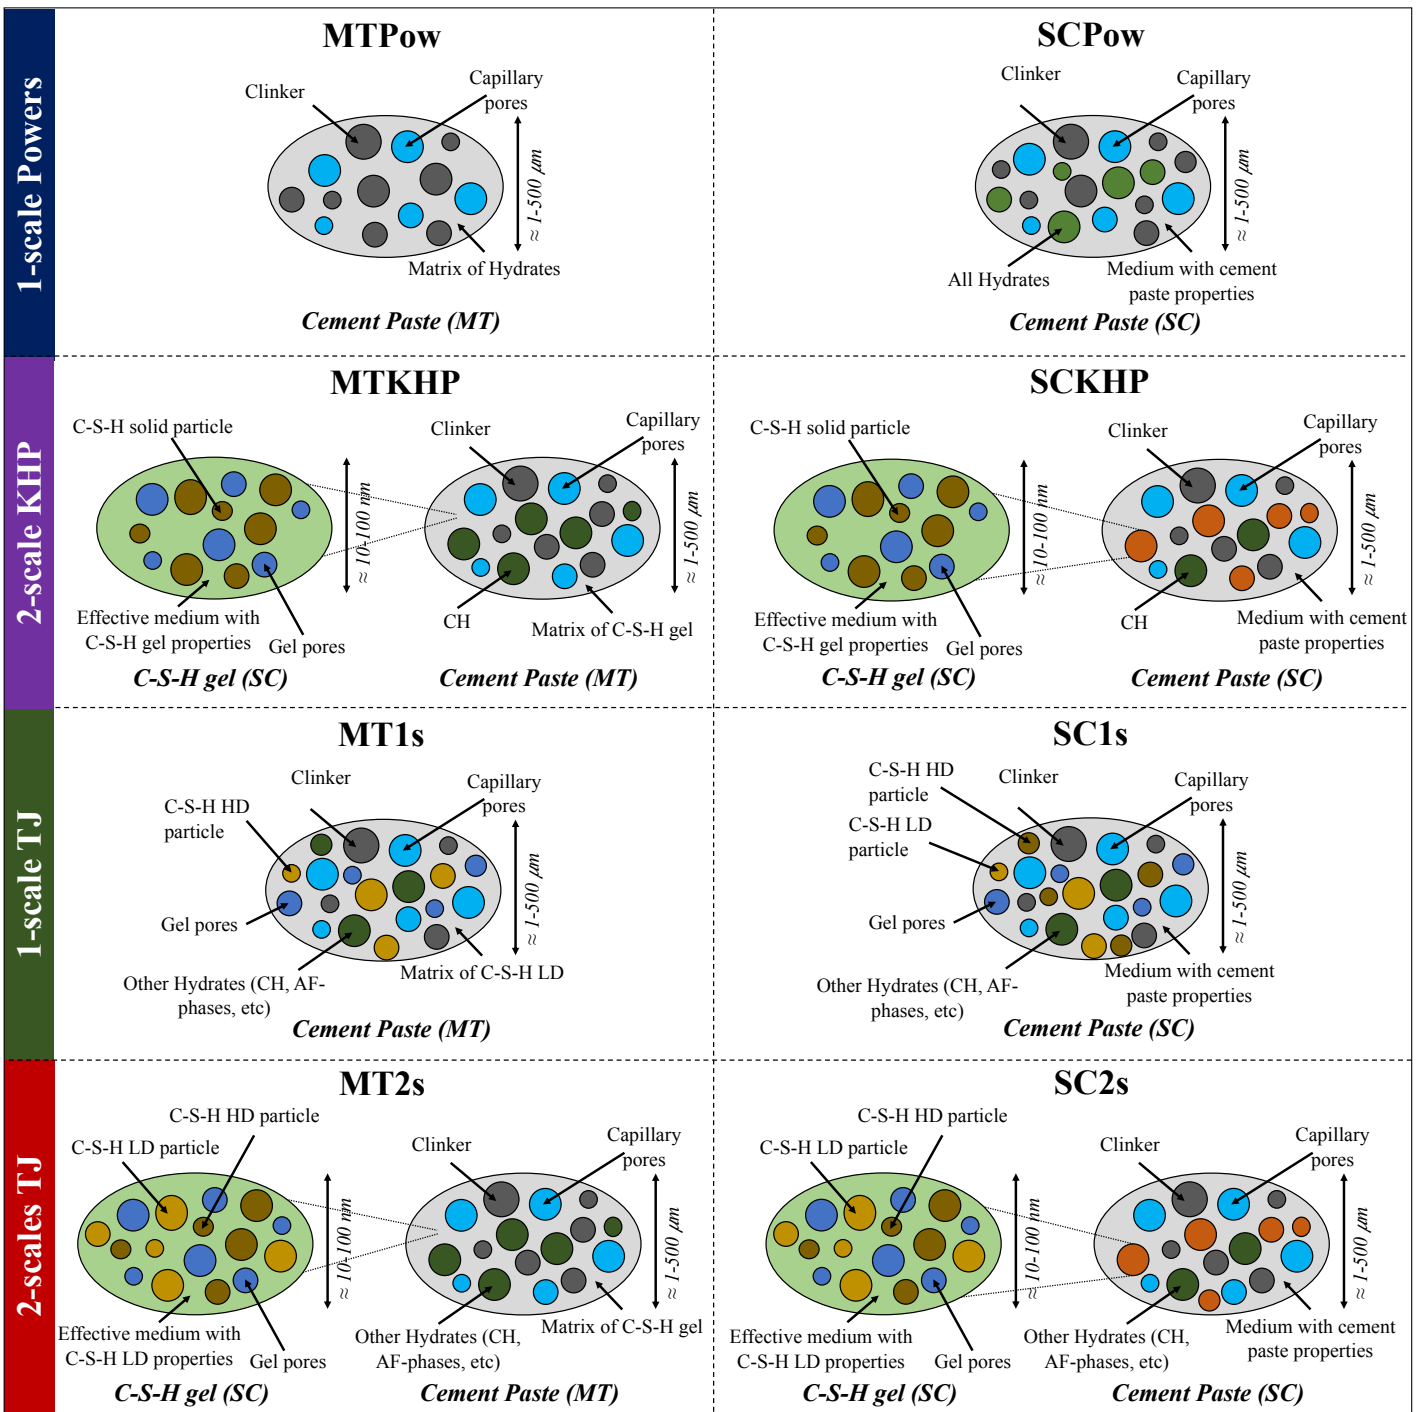 1-scale Powers
MTPow
Clinker
Capillary
pores
≈ 1-500 μm
Matrix of Hydrates
Cement Paste (MT)
SCPow
Clinker
Capillary
pores
≈ 1-500 μm
All Hydrates
Medium with cement
paste properties
Cement Paste (SC)
2-scale KHP
MTKHP
C-S-H solid particle
≈ 10-100 nm
Effective medium with
C-S-H gel properties
Gel pores
C-S-H gel (SC)
Clinker
Capillary
pores
≈ 1-500 μm
CH
Matrix of C-S-H gel
Cement Paste (MT)
SCKHP
C-S-H solid particle
≈ 10-100 nm
Effective medium with
C-S-H gel properties
Gel pores
C-S-H gel (SC)
Clinker
Capillary
pores
≈ 1-500 μm
CH
Medium with cement
paste properties
Cement Paste (SC)
1-scale TJ
MT1s
Clinker
Capillary
pores
C-S-H HD
particle
≈ 1-500 μm
Gel pores
Other Hydrates (CH, AF-
phases, etc)
Matrix of C-S-H LD
Cement Paste (MT)
SC1s
C-S-H HD
particle
Clinker
Capillary
pores
C-S-H LD
particle
≈ 1-500 μm
Gel pores
Other Hydrates (CH, AF-
phases, etc)
Medium with cement
paste properties
Cement Paste (SC)
2-scales TJ
MT2s
C-S-H HD particle
C-S-H LD particle
≈ 10-100 nm
Effective medium with
C-S-H LD properties
Gel pores
C-S-H gel (SC)
Clinker
Capillary
pores
≈ 1-500 μm
Other Hydrates (CH,
AF-phases, etc)
Matrix of C-S-H gel
Cement Paste (MT)
SC2s
C-S-H HD particle
C-S-H LD particle
≈ 10-100 nm
Effective medium with
C-S-H LD properties
Gel pores
C-S-H gel (SC)
Clinker
Capillary
pores
≈ 1-500 μm
Other Hydrates (CH,
AF-phases, etc)
Medium with cement
paste properties
Cement Paste (SC)